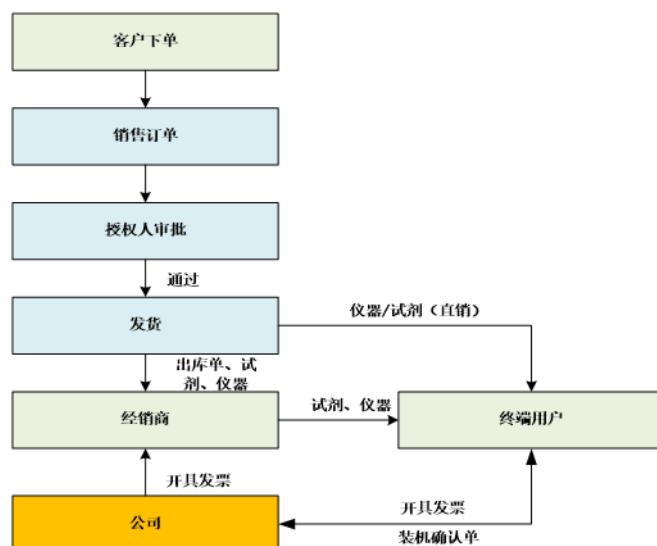 客户下单
销售订单
授权人审批
通过
发货
仪器/试剂（直销）
出库单、试
剂、仪器
经销商
试剂、仪器
终端用户
开具发票
公司
开具发票
装机确认单